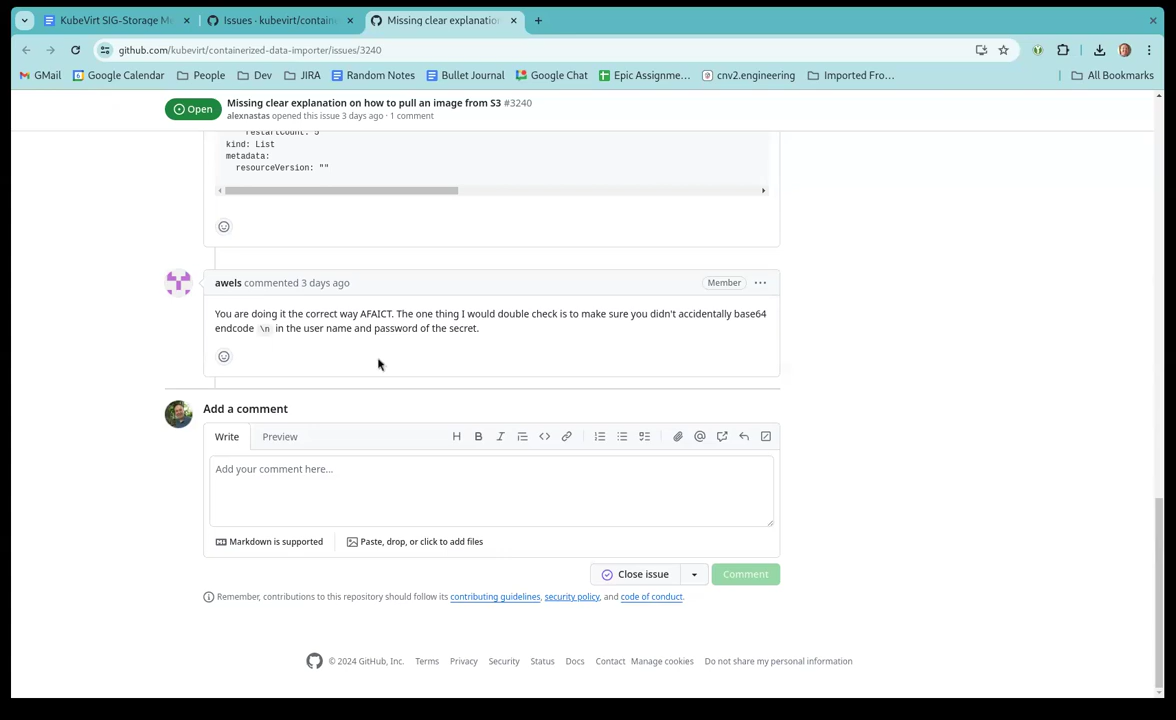 KubeVirt SIG-Storage M
Issues · kubevirt/contain
Missing clear explanation
github.com/kubevirt/containerized-data-importer/issues/3240
GMail
Google Calendar
People
Dev
JIRA
Random Notes
Bullet Journal
Google Chat
Epic Assignme...
cnv2.engineering
Imported Fro...
All Bookmarks
Open
Missing clear explanation on how to pull an image from S3 #3240
alexnastas opened this issue 3 days ago · 1 comment
restartCount: 5
kind: List
metadata:
resourceVersion: ""
awels commented 3 days ago
Member
You are doing it the correct way AFAICT. The one thing I would double check is to make sure you didn't accidentally base64
endcode \n in the user name and password of the secret.
Add a comment
Write
Preview
Add your comment here...
Markdown is supported
Paste, drop, or click to add files
Close issue
Comment
Remember, contributions to this repository should follow its contributing guidelines, security policy, and code of conduct.
© 2024 GitHub, Inc. Terms Privacy Security Status Docs Contact Manage cookies Do not share my personal information